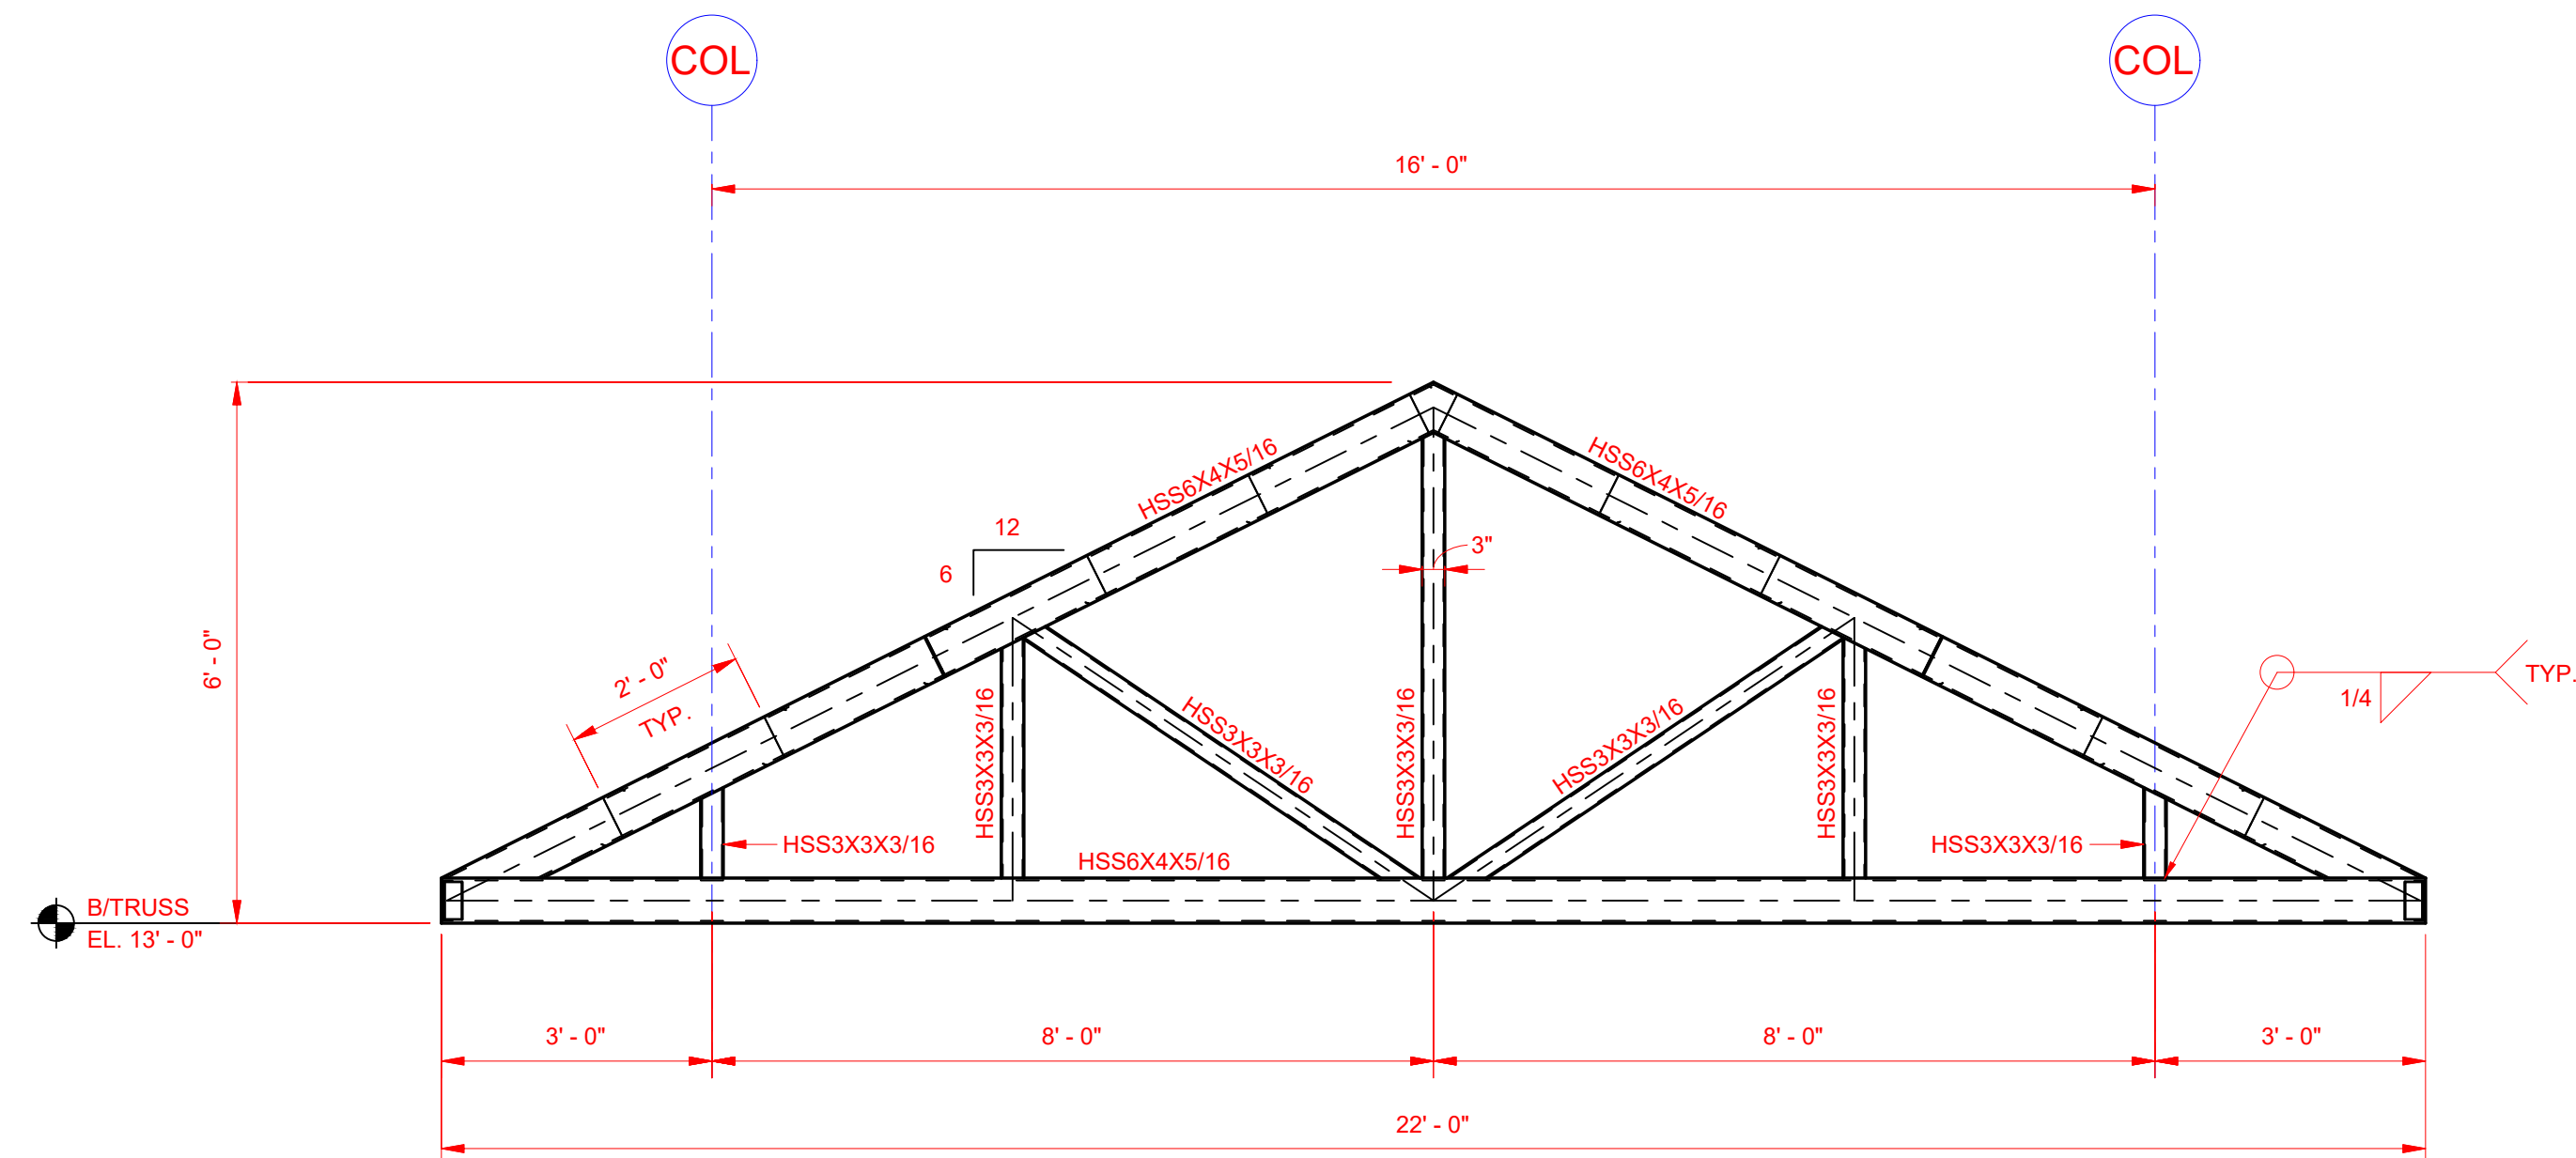 COL
COL
16' - 0"
HSS6X4X5/16
HSS6X4X5/16
12
6
3"
6' - 0"
2' - 0"
TYP.
HSS3X3X3/16
HSS3X3X3/16
HSS3X3X3/16
HSS3X3X3/16
HSS3X3X3/16
1/4
TYP.
HSS3X3X3/16
HSS6X4X5/16
HSS3X3X3/16
B/TRUSS
EL. 13' - 0"
3' - 0"
8' - 0"
8' - 0"
3' - 0"
22' - 0"